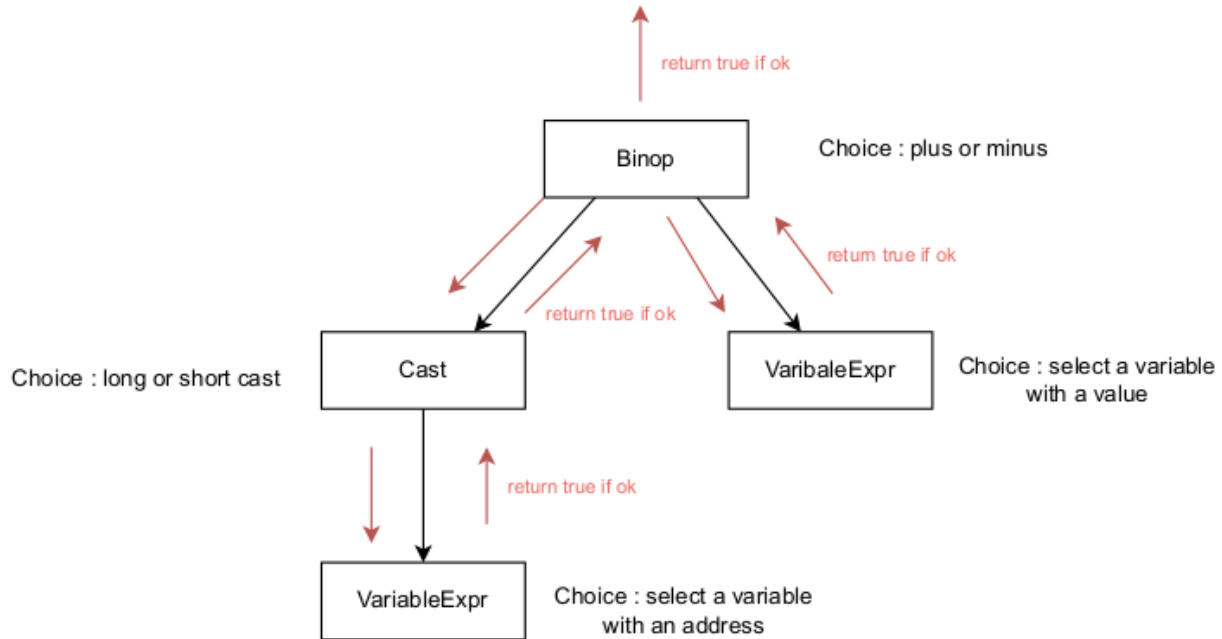 return true if ok
Binop
Choice : plus or minus
return true if ok
return true if ok
Choice : long or short cast
Cast
VaribaleExpr
Choice : select a variable
with a value
return true if ok
VariableExpr
Choice : select a variable
with an address